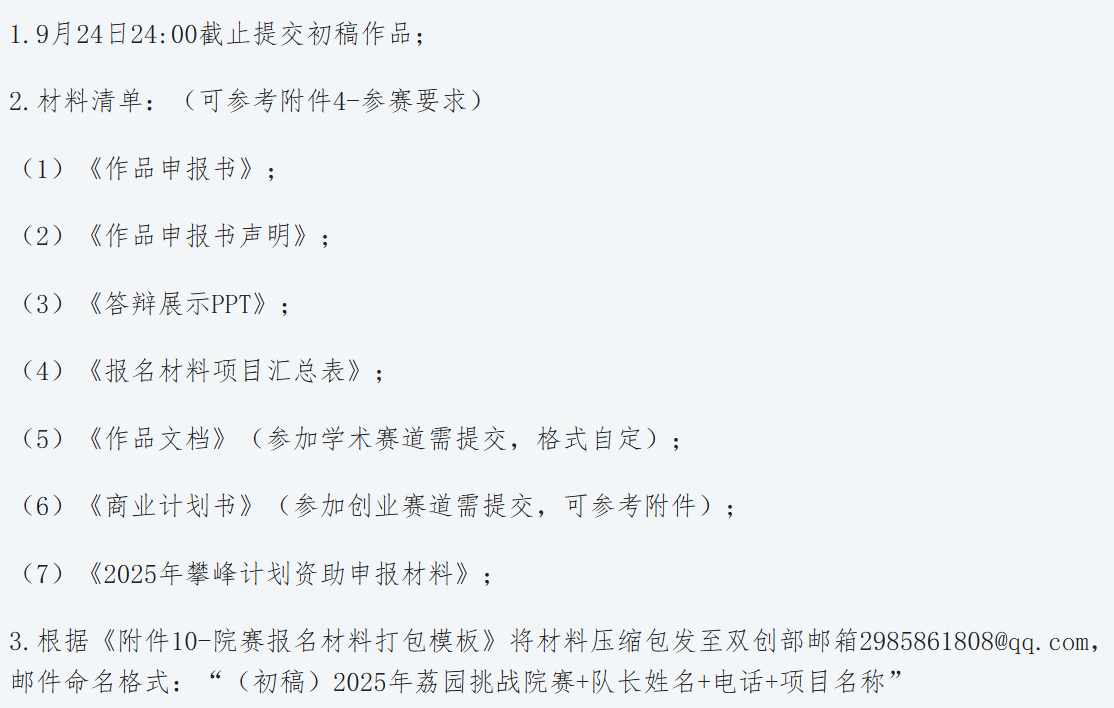 1.9月24日24:00截止提交初稿作品；
2.材料清单：（可参考附件4-参赛要求）
（1）《作品申报书》；
（2）《作品申报书声明》；
（3）《答辩展示PPT》；
（4）《报名材料项目汇总表》；
（5）《作品文档》（参加学术赛道需提交，格式自定）；
（6）《商业计划书》（参加创业赛道需提交，可参考附件）；
（7）《2025年攀峰计划资助申报材料》；
3.根据《附件10-院赛报名材料打包模板》将材料压缩包发至双创部邮箱2985861808@qq.com，
邮件命名格式：“（初稿）2025年荔园挑战院赛+队长姓名+电话+项目名称”